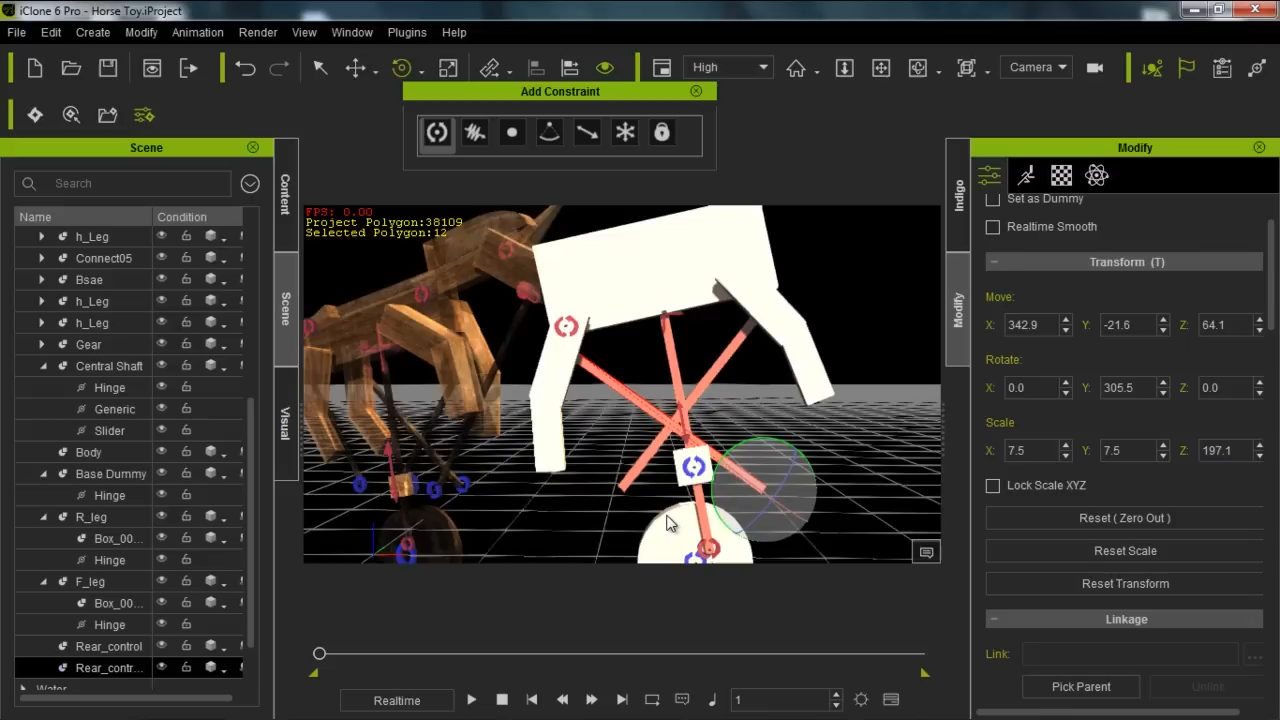 iClone 6 Pro - Horse Toy.iProject
File Edit Create Modify Animation Render View Window Plugins Help
High
Camera
Add Constraint
Scene
Search
Name Condition
h_Leg
Connect05
Bsae
h_Leg
h_Leg
Gear
Central Shaft
Hinge
Generic
Slider
Body
Base Dummy
Hinge
R_leg
Box_00...
Hinge
F_leg
Box_00...
Hinge
Rear_control
Rear_contr...
Water
Content
Scene
Visual
FPS: 0.00
Project Polygon:38109
Selected Polygon:12
Realtime
1
Indigo
Modify
Modify
Set as Dummy
Realtime Smooth
Transform (T)
Move:
X: 342.9 Y: -21.6 Z: 64.1
Rotate:
X: 0.0 Y: 305.5 Z: 0.0
Scale
X: 7.5 Y: 7.5 Z: 197.1
Lock Scale XYZ
Reset ( Zero Out )
Reset Scale
Reset Transform
Linkage
Link:
...
Pick Parent Unlink